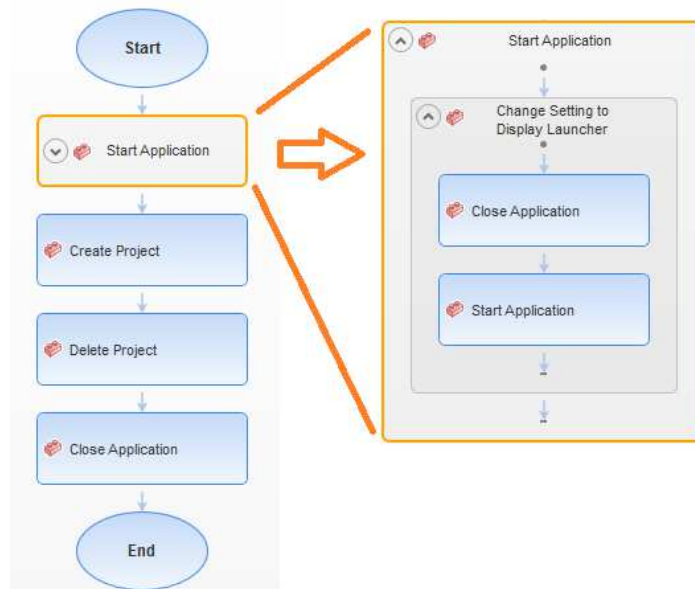 Start
Start Application
Create Project
Delete Project
Close Application
End
Start Application
Change Setting to
Display Launcher
Close Application
Start Application